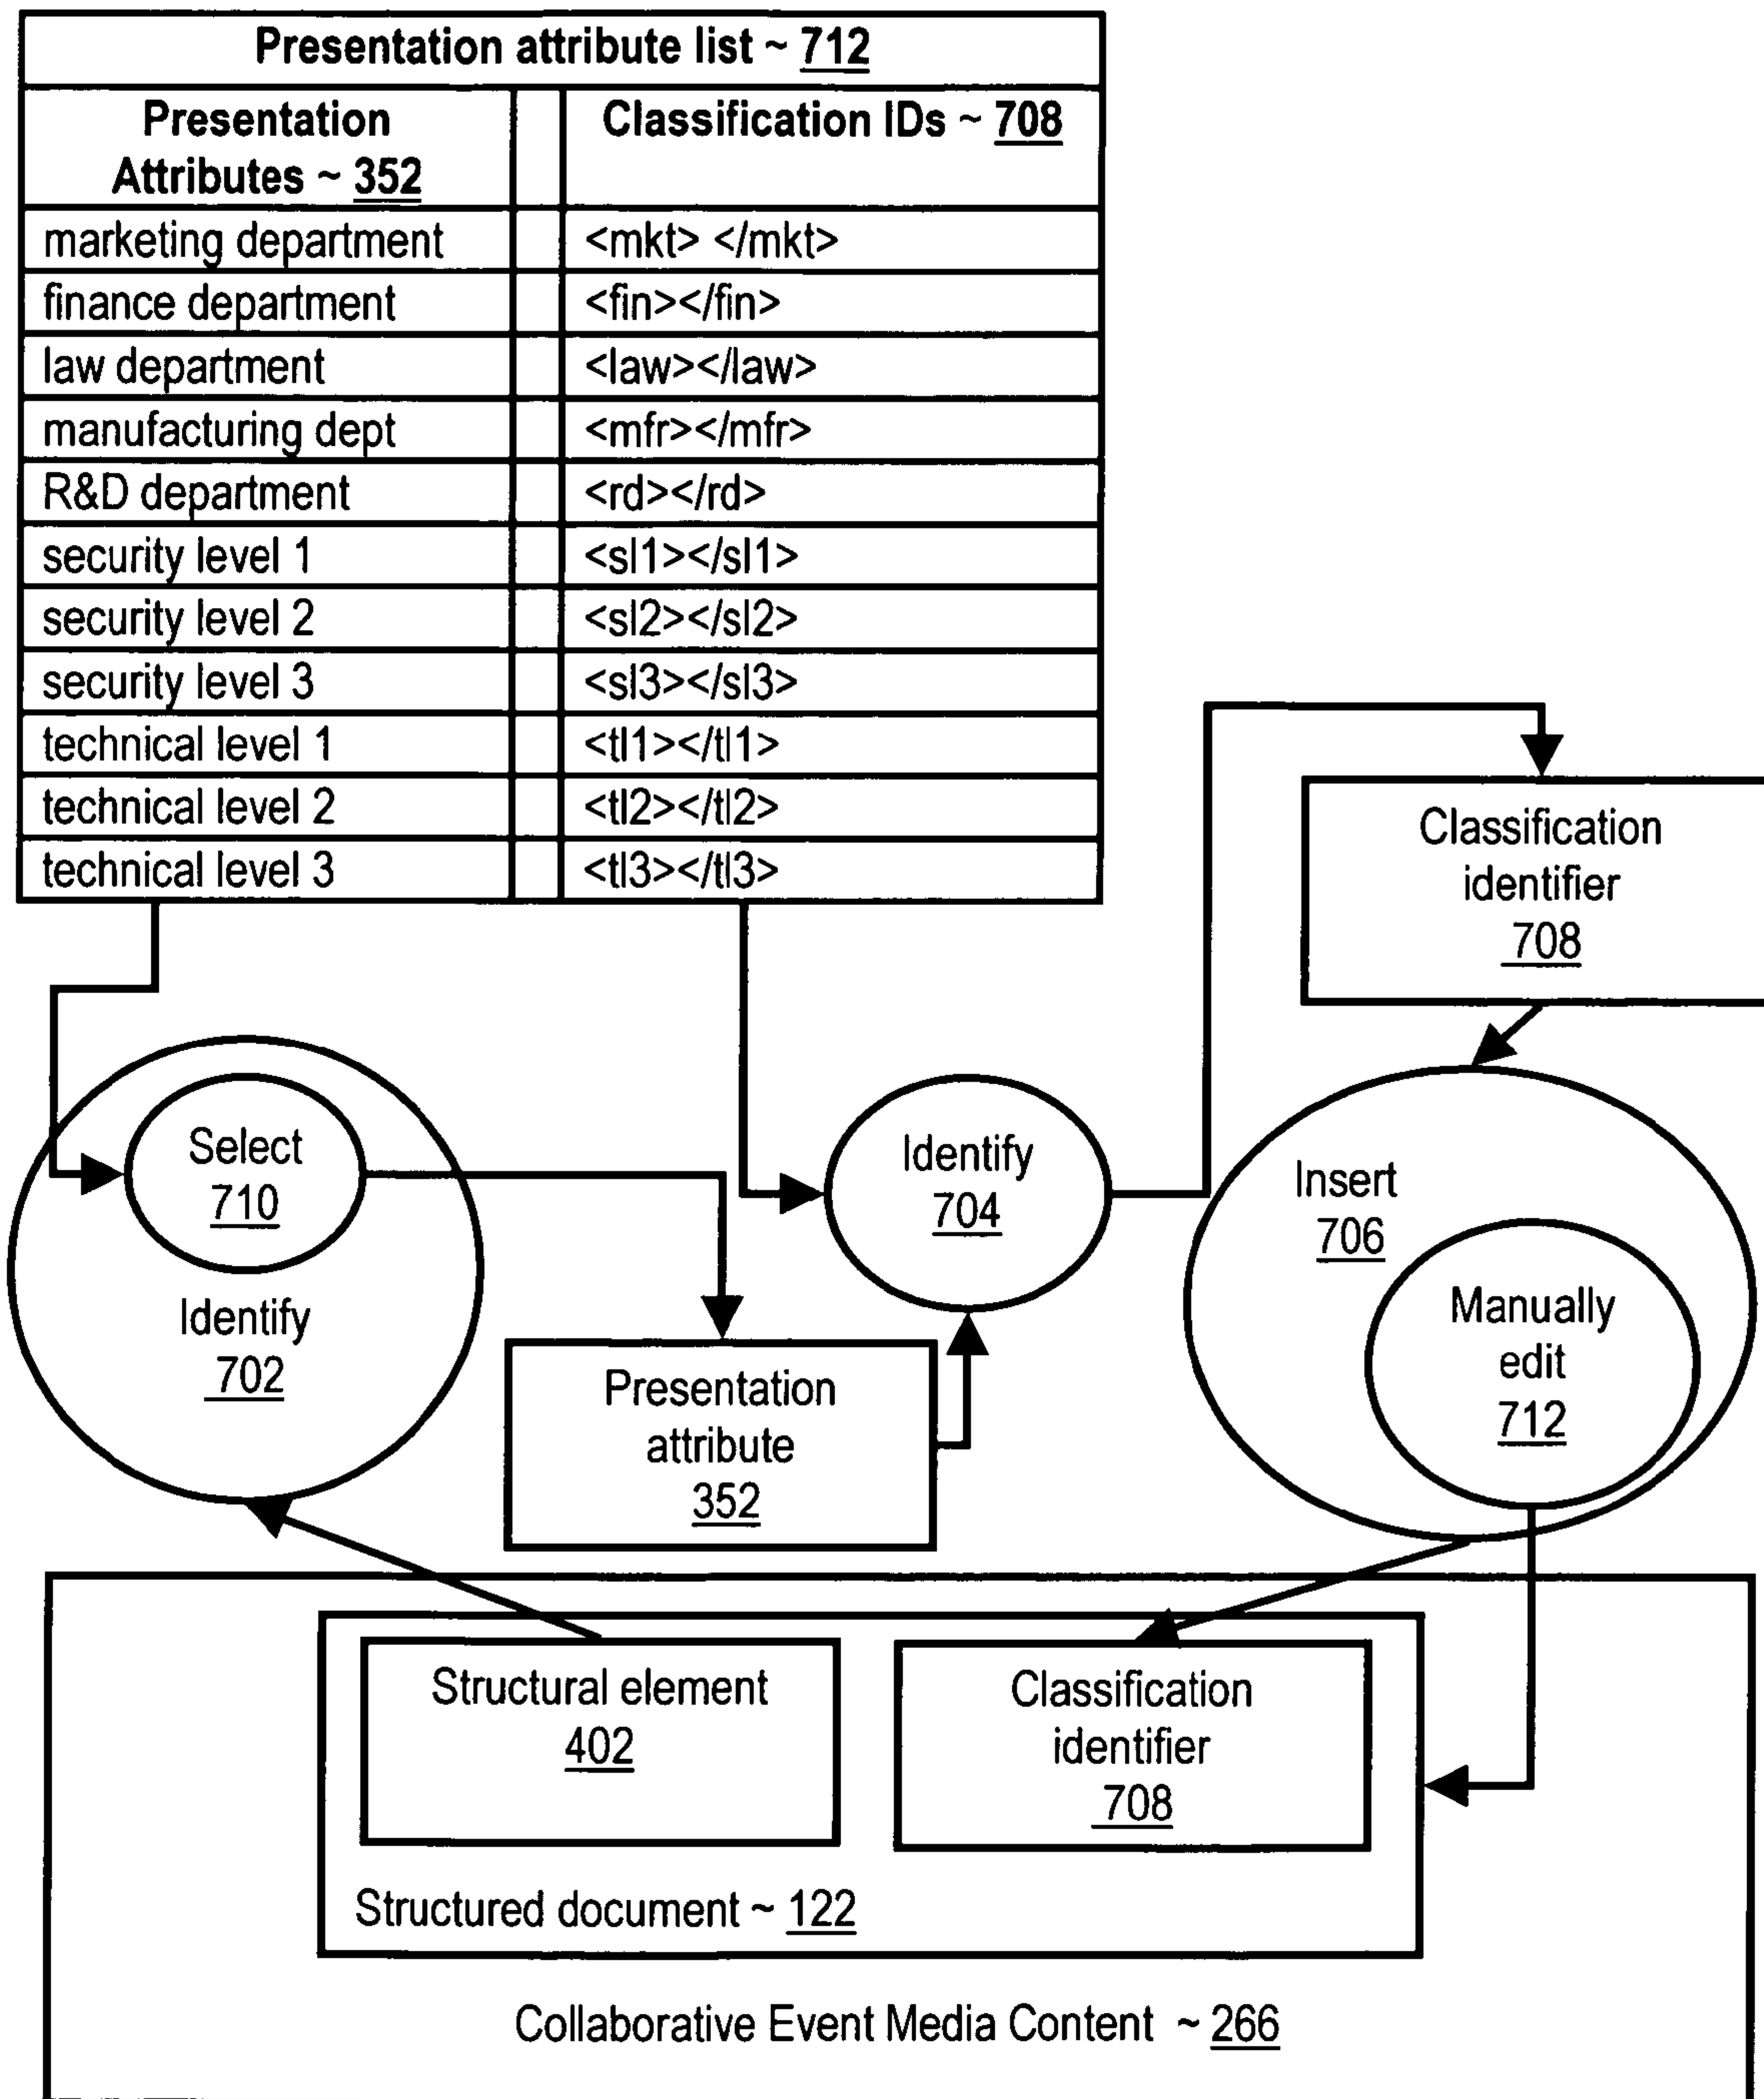 Presentation attribute list ~ 712
Presentation
Attributes ~ 352
Classification IDs ~ 708
marketing department <mkt> </mkt>
finance department <fin></fin>
law department <law></law>
manufacturing dept <mfr></mfr>
R&D department <rd></rd>
security level 1 <sl1></sl1>
security level 2 <sl2></sl2>
security level 3 <sl3></sl3>
technical level 1 <tl1></tl1>
technical level 2 <tl2></tl2>
technical level 3 <tl3></tl3>
Classification
identifier
708
Select
710
Identify
702
Identify
704
Insert
706
Manually
edit
712
Presentation
attribute
352
Structural element
402
Classification
identifier
708
Structured document ~ 122
Collaborative Event Media Content ~ 266